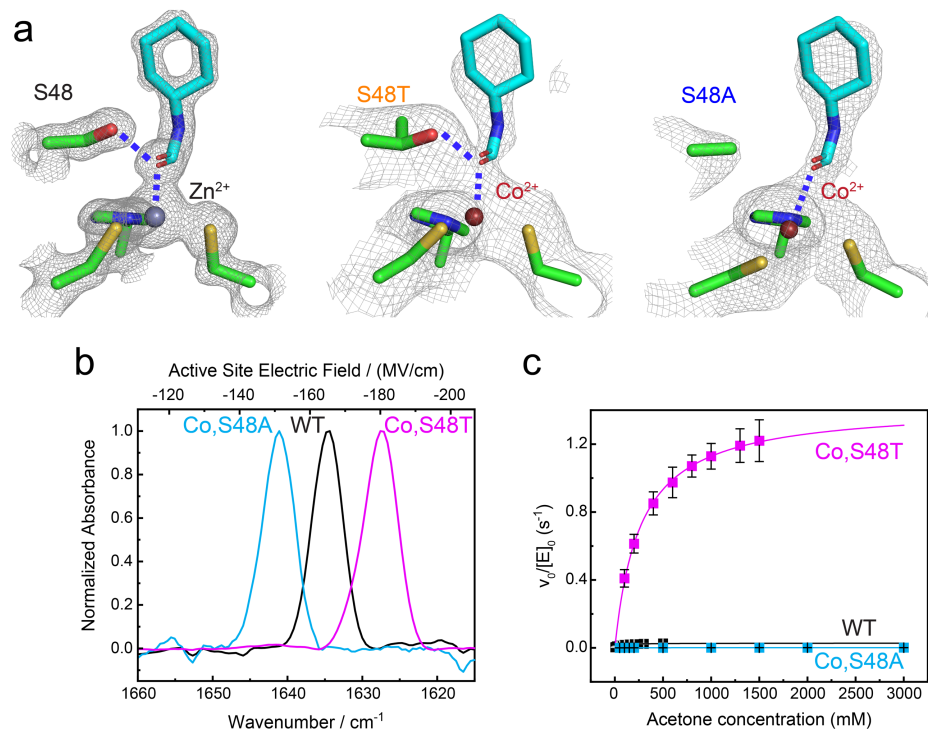 a
S48
S48T
S48A
Zn²⁺
Co²⁺
Co²⁺
b
c
Active Site Electric Field / (MV/cm)
-120 -140 -160 -180 -200
Co,S48A WT Co,S48T
Normalized Absorbance
1.0
0.8
0.6
0.4
0.2
0.0
1660 1650 1640 1630 1620
Wavenumber / cm⁻¹
v₀/[E]₀ (s⁻¹)
1.2
0.8
0.4
0.0
Co,S48T
WT
Co,S48A
0 500 1000 1500 2000 2500 3000
Acetone concentration (mM)